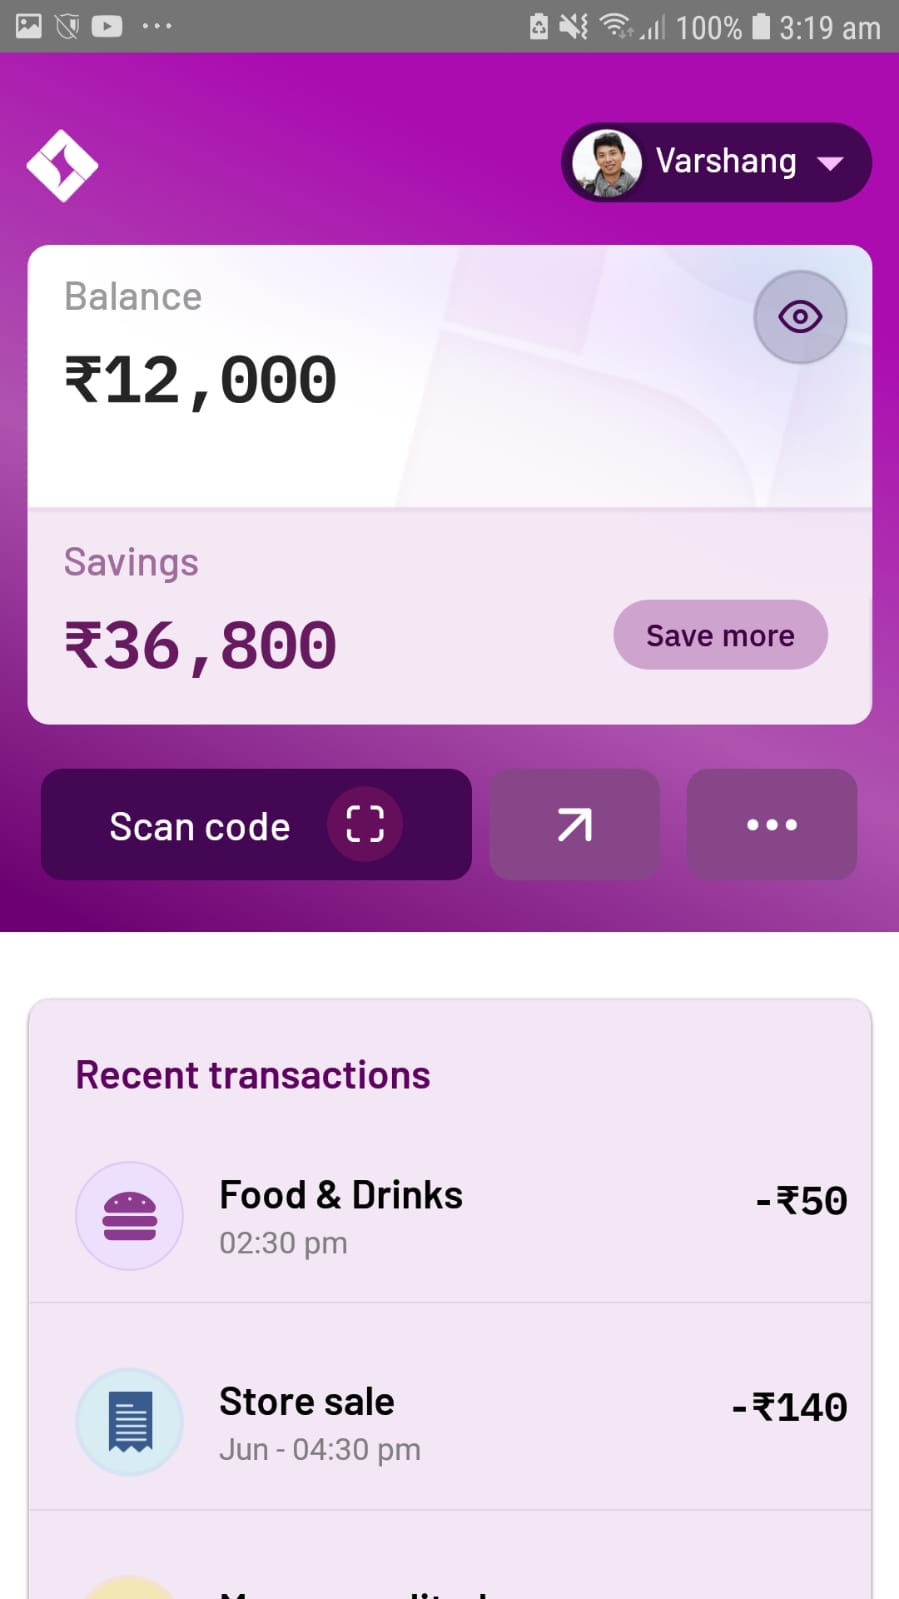 100% 3:19 am
Varshang
Balance
₹12,000
Savings
₹36,800
Save more
Scan code
Recent transactions
Food & Drinks
-₹50
02:30 pm
Store sale
-₹140
Jun - 04:30 pm